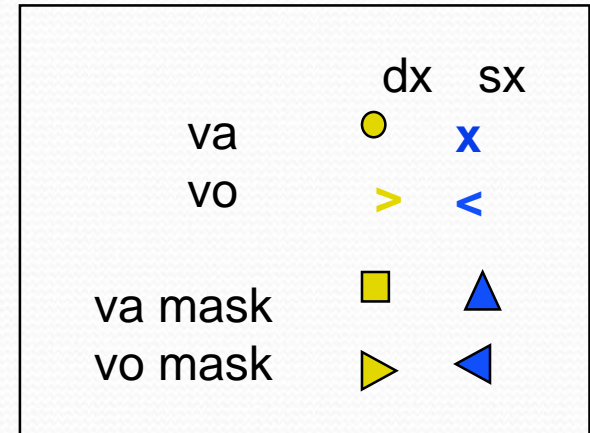 dx sx
va x
vo > <
va mask
vo mask